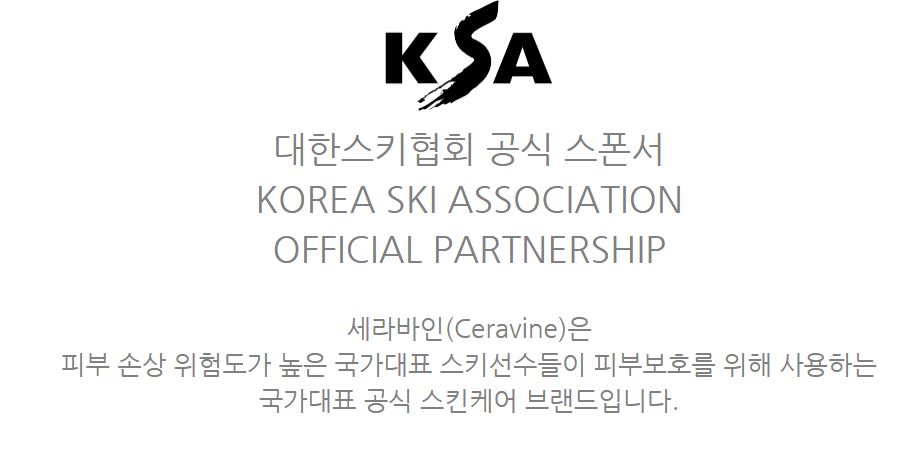 KSA
대한스키협회 공식 스폰서
KOREA SKI ASSOCIATION
OFFICIAL PARTNERSHIP
세라바인(Ceravine)은
피부 손상 위험도가 높은 국가대표 스키선수들이 피부보호를 위해 사용하는
국가대표 공식 스킨케어 브랜드입니다.